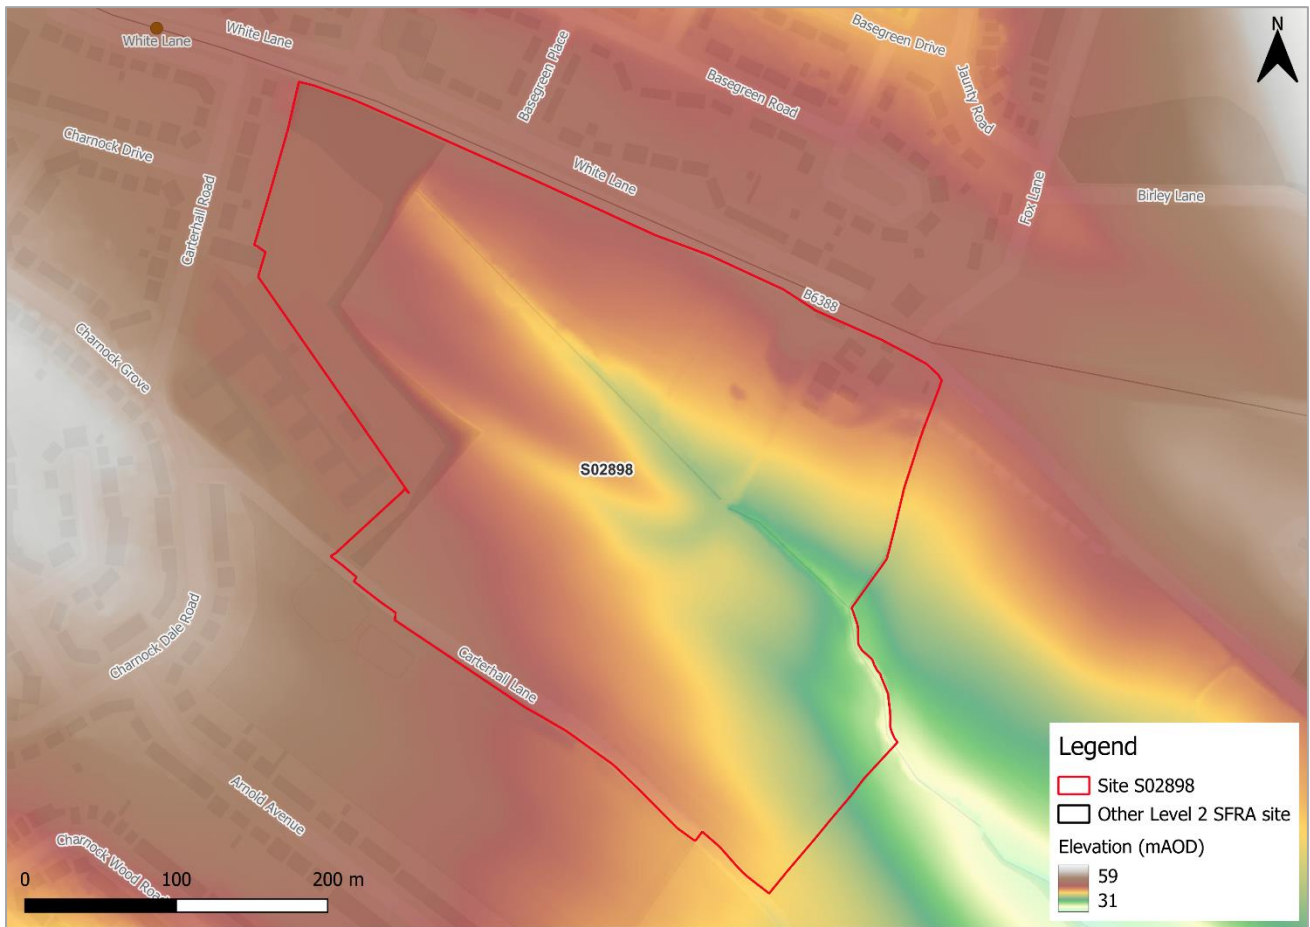 White Lane
White Lane
Basegreen Place
Basegreen Drive
Basegreen Road
Jaunty Road
N
Charnock Drive
Carterhall Road
White Lane
Fox Lane
Birley Lane
B6388
Charnock Grove
S02898
Charnock Dale Road
Carterhall Lane
Arnold Avenue
Charnock Wood Road
0 100 200 m
Legend
Site S02898
Other Level 2 SFRA site
Elevation (mAOD)
59
31